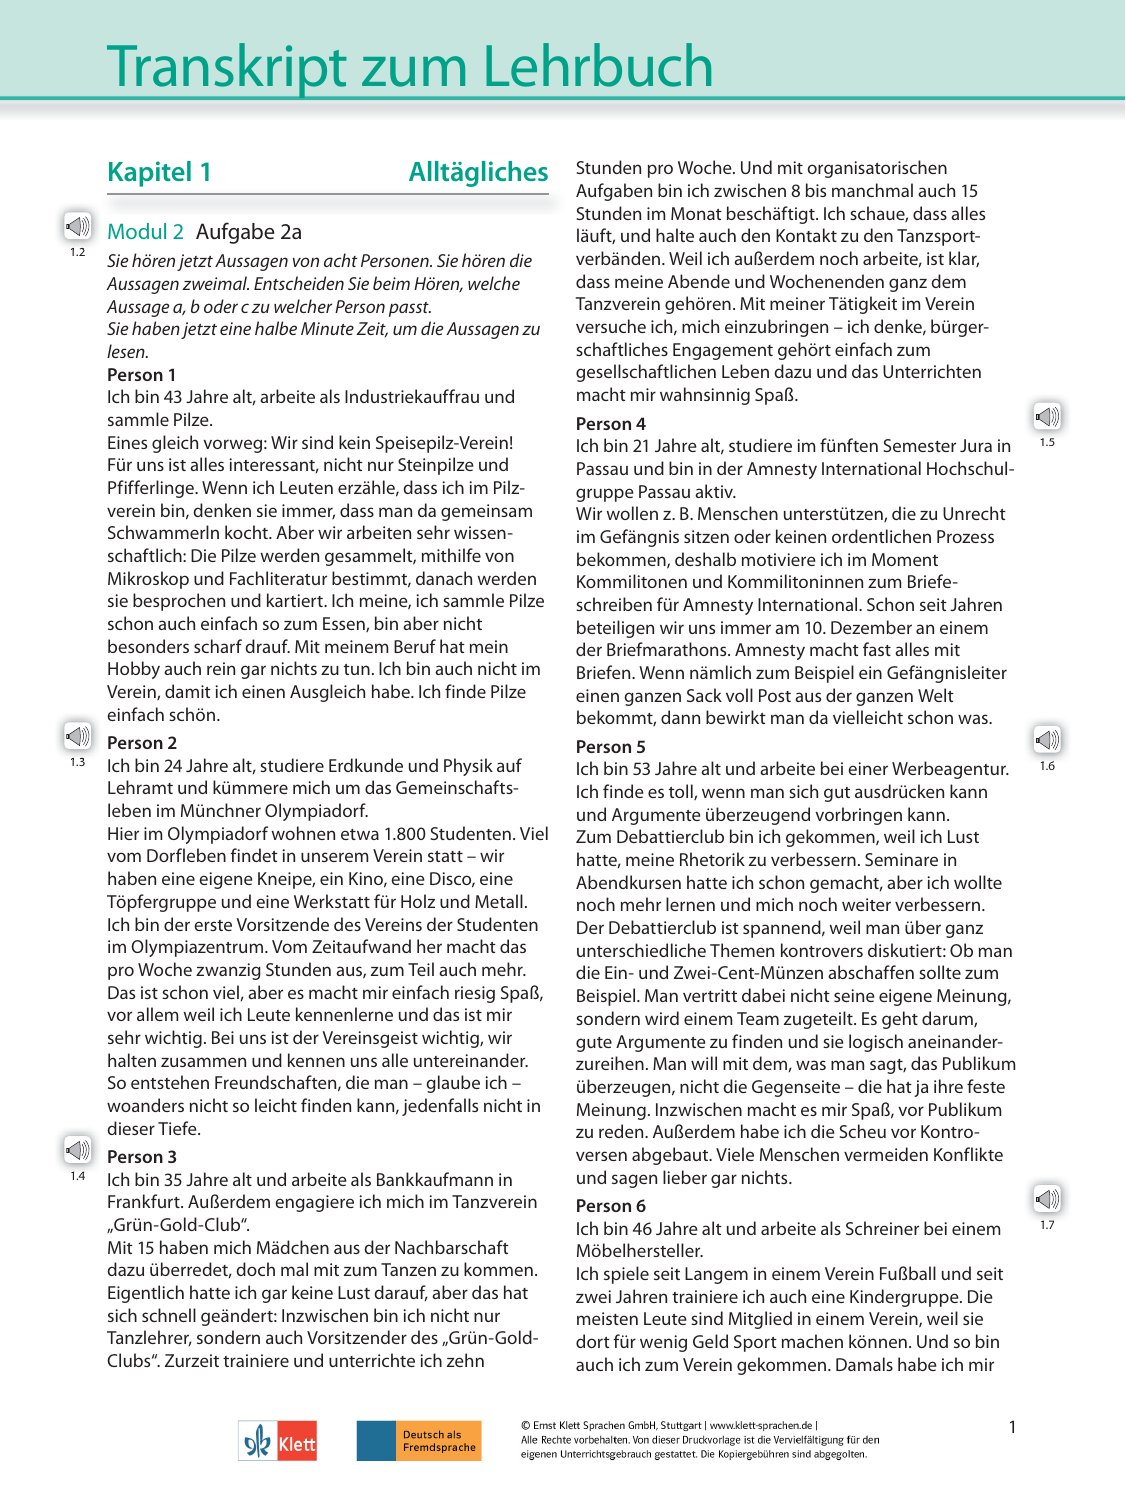 Transkript zum Lehrbuch
Kapitel 1 Alltägliches
1.2
Modul 2 Aufgabe 2a
Sie hören jetzt Aussagen von acht Personen. Sie hören die
Aussagen zweimal. Entscheiden Sie beim Hören, welche
Aussage a, b oder c zu welcher Person passt.
Sie haben jetzt eine halbe Minute Zeit, um die Aussagen zu
lesen.
Person 1
Ich bin 43 Jahre alt, arbeite als Industriekauffrau und
sammle Pilze.
Eines gleich vorweg: Wir sind kein Speisepilz-Verein!
Für uns ist alles interessant, nicht nur Steinpilze und
Pfifferlinge. Wenn ich Leuten erzähle, dass ich im Pilz-
verein bin, denken sie immer, dass man da gemeinsam
Schwammerln kocht. Aber wir arbeiten sehr wissen-
schaftlich: Die Pilze werden gesammelt, mithilfe von
Mikroskop und Fachliteratur bestimmt, danach werden
sie besprochen und kartiert. Ich meine, ich sammle Pilze
schon auch einfach so zum Essen, bin aber nicht
besonders scharf drauf. Mit meinem Beruf hat mein
Hobby auch rein gar nichts zu tun. Ich bin auch nicht im
Verein, damit ich einen Ausgleich habe. Ich finde Pilze
einfach schön.
1.3
Person 2
Ich bin 24 Jahre alt, studiere Erdkunde und Physik auf
Lehramt und kümmere mich um das Gemeinschafts-
leben im Münchner Olympiadorf.
Hier im Olympiadorf wohnen etwa 1.800 Studenten. Viel
vom Dorfleben findet in unserem Verein statt – wir
haben eine eigene Kneipe, ein Kino, eine Disco, eine
Töpfergruppe und eine Werkstatt für Holz und Metall.
Ich bin der erste Vorsitzende des Vereins der Studenten
im Olympiazentrum. Vom Zeitaufwand her macht das
pro Woche zwanzig Stunden aus, zum Teil auch mehr.
Das ist schon viel, aber es macht mir einfach riesig Spaß,
vor allem weil ich Leute kennenlerne und das ist mir
sehr wichtig. Bei uns ist der Vereinsgeist wichtig, wir
halten zusammen und kennen uns alle untereinander.
So entstehen Freundschaften, die man – glaube ich –
woanders nicht so leicht finden kann, jedenfalls nicht in
dieser Tiefe.
1.4
Person 3
Ich bin 35 Jahre alt und arbeite als Bankkaufmann in
Frankfurt. Außerdem engagiere ich mich im Tanzverein
„Grün-Gold-Club“.
Mit 15 haben mich Mädchen aus der Nachbarschaft
dazu überredet, doch mal mit zum Tanzen zu kommen.
Eigentlich hatte ich gar keine Lust darauf, aber das hat
sich schnell geändert: Inzwischen bin ich nicht nur
Tanzlehrer, sondern auch Vorsitzender des „Grün-Gold-
Clubs“. Zurzeit trainiere und unterrichte ich zehn
Stunden pro Woche. Und mit organisatorischen
Aufgaben bin ich zwischen 8 bis manchmal auch 15
Stunden im Monat beschäftigt. Ich schaue, dass alles
läuft, und halte auch den Kontakt zu den Tanzsport-
verbänden. Weil ich außerdem noch arbeite, ist klar,
dass meine Abende und Wochenenden ganz dem
Tanzverein gehören. Mit meiner Tätigkeit im Verein
versuche ich, mich einzubringen – ich denke, bürger-
schaftliches Engagement gehört einfach zum
gesellschaftlichen Leben dazu und das Unterrichten
macht mir wahnsinnig Spaß.
Person 4
1.5
Ich bin 21 Jahre alt, studiere im fünften Semester Jura in
Passau und bin in der Amnesty International Hochschul-
gruppe Passau aktiv.
Wir wollen z. B. Menschen unterstützen, die zu Unrecht
im Gefängnis sitzen oder keinen ordentlichen Prozess
bekommen, deshalb motiviere ich im Moment
Kommilitonen und Kommilitoninnen zum Briefe-
schreiben für Amnesty International. Schon seit Jahren
beteiligen wir uns immer am 10. Dezember an einem
der Briefmarathons. Amnesty macht fast alles mit
Briefen. Wenn nämlich zum Beispiel ein Gefängnisleiter
einen ganzen Sack voll Post aus der ganzen Welt
bekommt, dann bewirkt man da vielleicht schon was.
Person 5
1.6
Ich bin 53 Jahre alt und arbeite bei einer Werbeagentur.
Ich finde es toll, wenn man sich gut ausdrücken kann
und Argumente überzeugend vorbringen kann.
Zum Debattierclub bin ich gekommen, weil ich Lust
hatte, meine Rhetorik zu verbessern. Seminare in
Abendkursen hatte ich schon gemacht, aber ich wollte
noch mehr lernen und mich noch weiter verbessern.
Der Debattierclub ist spannend, weil man über ganz
unterschiedliche Themen kontrovers diskutiert: Ob man
die Ein- und Zwei-Cent-Münzen abschaffen sollte zum
Beispiel. Man vertritt dabei nicht seine eigene Meinung,
sondern wird einem Team zugeteilt. Es geht darum,
gute Argumente zu finden und sie logisch aneinander-
zureihen. Man will mit dem, was man sagt, das Publikum
überzeugen, nicht die Gegenseite – die hat ja ihre feste
Meinung. Inzwischen macht es mir Spaß, vor Publikum
zu reden. Außerdem habe ich die Scheu vor Kontro-
versen abgebaut. Viele Menschen vermeiden Konflikte
und sagen lieber gar nichts.
Person 6
1.7
Ich bin 46 Jahre alt und arbeite als Schreiner bei einem
Möbelhersteller.
Ich spiele seit Langem in einem Verein Fußball und seit
zwei Jahren trainiere ich auch eine Kindergruppe. Die
meisten Leute sind Mitglied in einem Verein, weil sie
dort für wenig Geld Sport machen können. Und so bin
auch ich zum Verein gekommen. Damals habe ich mir
Klett
Deutsch als
Fremdsprache
© Ernst Klett Sprachen GmbH, Stuttgart | www.klett-sprachen.de |
Alle Rechte vorbehalten. Von dieser Druckvorlage ist die Vervielfältigung für den
eigenen Unterrichtsgebrauch gestattet. Die Kopiergebühren sind abgegolten.
1